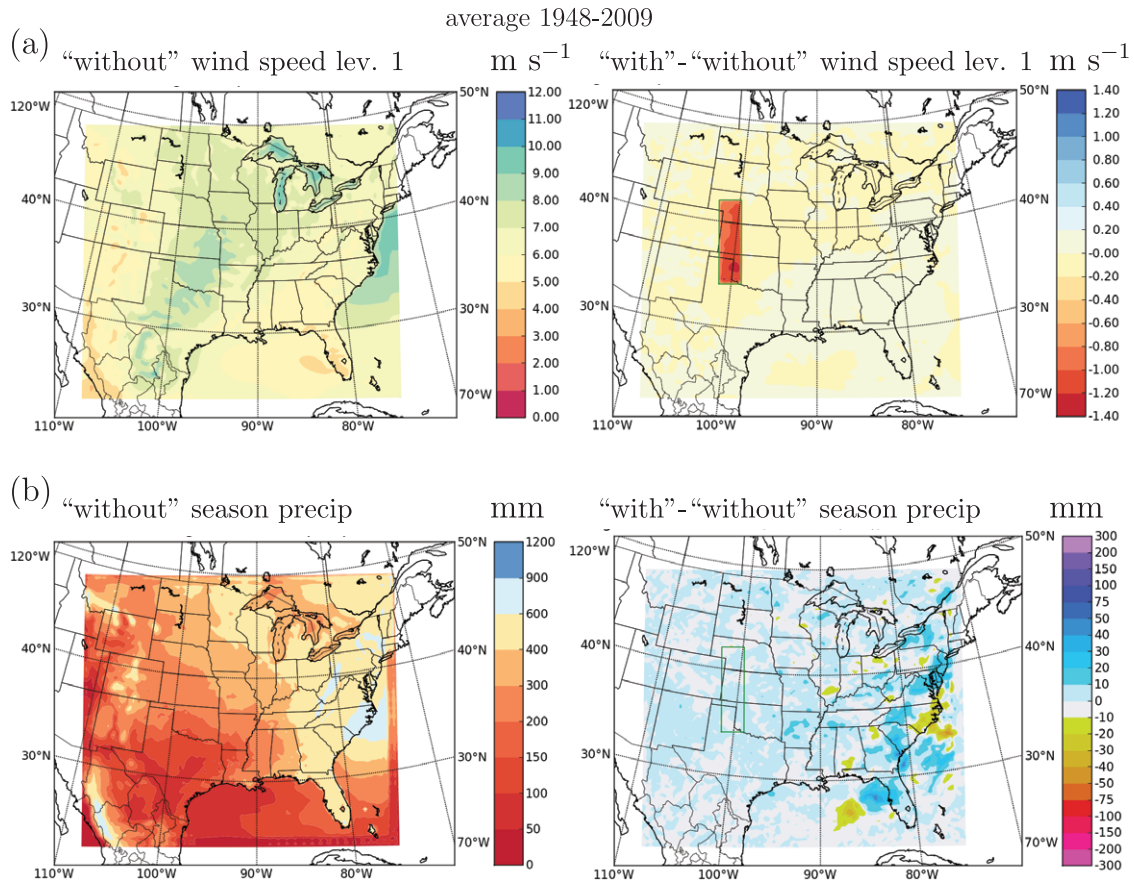 average 1948-2009
(a)
“without” wind speed lev. 1 m s⁻¹
“with”-“without” wind speed lev. 1 m s⁻¹
120°W
50°N
40°N
40°N
30°N
30°N
70°W
110°W 100°W 90°W 80°W
12.00
11.00
10.00
9.00
8.00
7.00
6.00
5.00
4.00
3.00
2.00
1.00
0.00
120°W
50°N
40°N
40°N
30°N
30°N
70°W
110°W 100°W 90°W 80°W
1.40
1.20
1.00
0.80
0.60
0.40
0.20
-0.00
-0.20
-0.40
-0.60
-0.80
-1.00
-1.20
-1.40
(b)
“without” season precip mm
“with”-“without” season precip mm
120°W
50°N
40°N
40°N
30°N
30°N
70°W
110°W 100°W 90°W 80°W
1200
900
600
400
300
200
150
100
50
0
120°W
50°N
40°N
40°N
30°N
30°N
70°W
110°W 100°W 90°W 80°W
300
200
100
75
50
40
30
20
10
0
-10
-20
-30
-50
-75
-100
-150
-200
-300